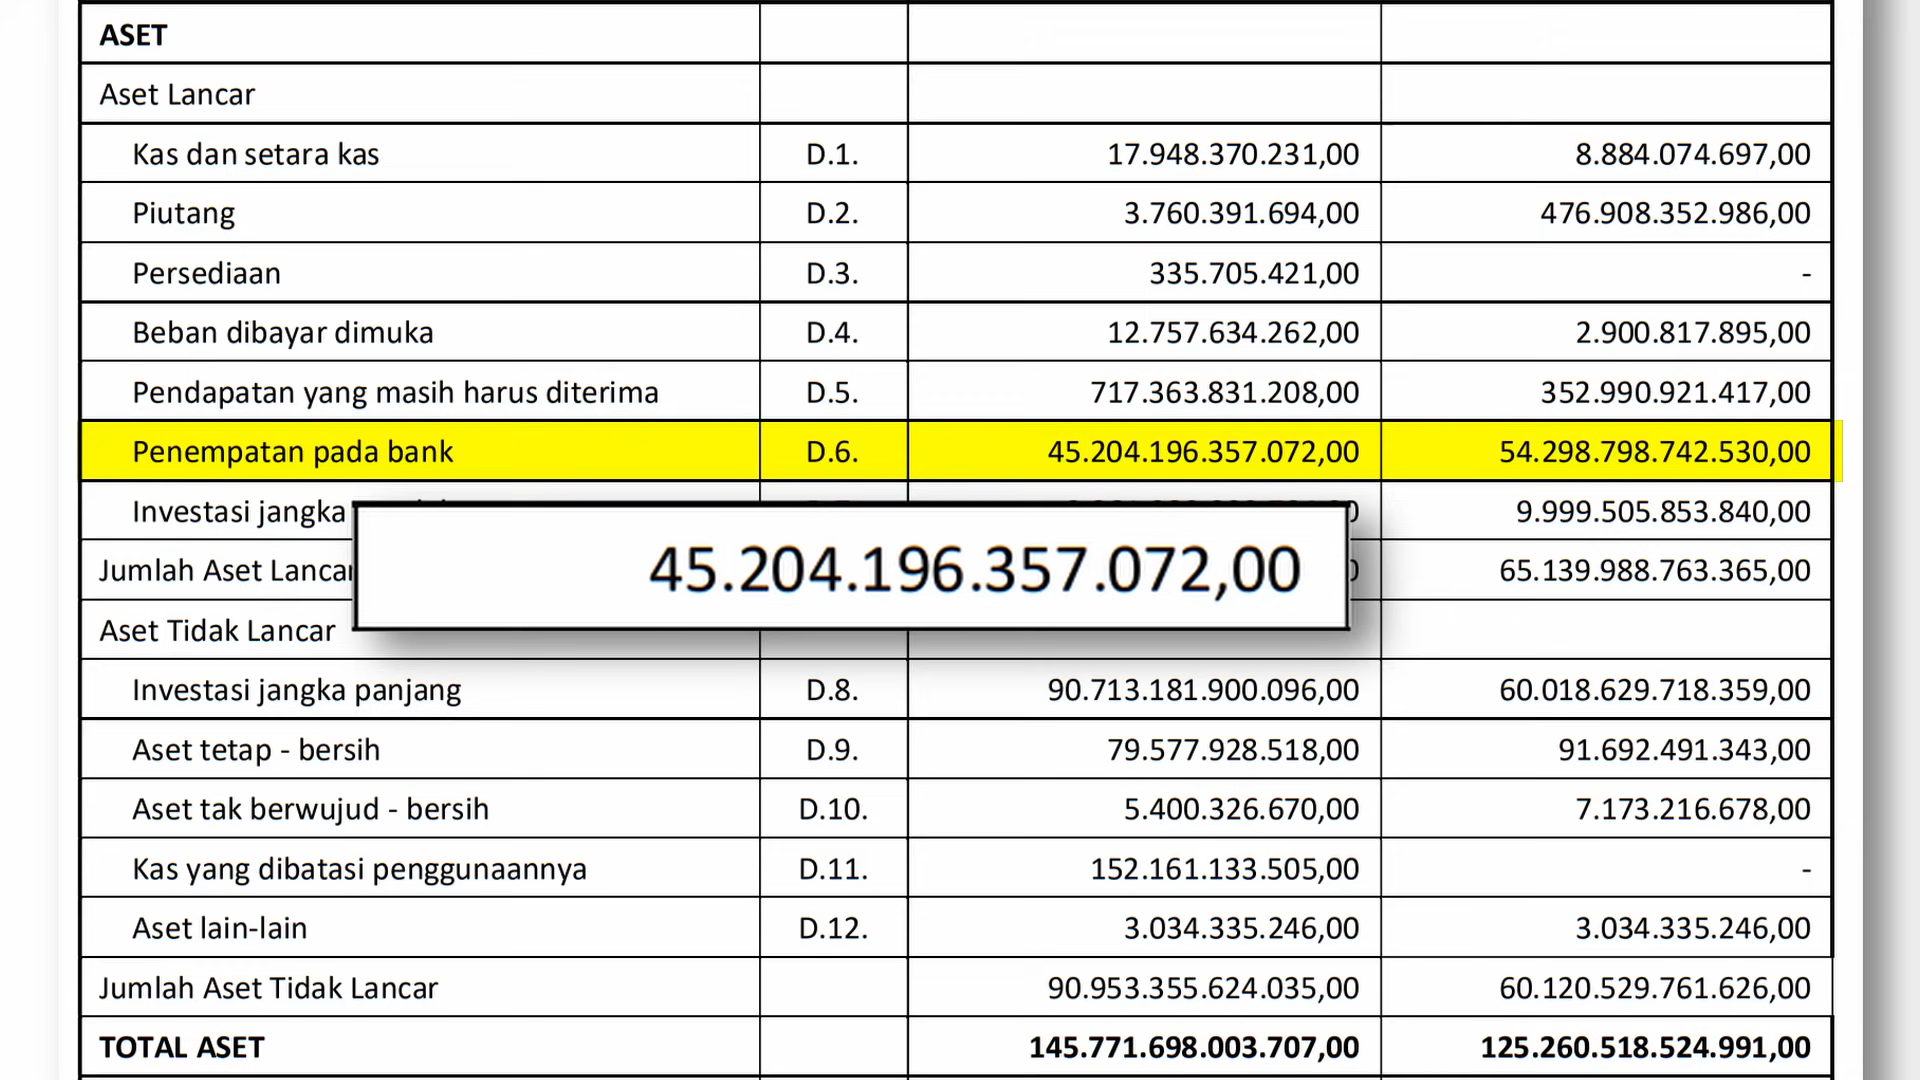 ASET
Aset Lancar
Kas dan setara kas D.1. 17.948.370.231,00 8.884.074.697,00
Piutang D.2. 3.760.391.694,00 476.908.352.986,00
Persediaan D.3. 335.705.421,00 -
Beban dibayar dimuka D.4. 12.757.634.262,00 2.900.817.895,00
Pendapatan yang masih harus diterima D.5. 717.363.831.208,00 352.990.921.417,00
Penempatan pada bank D.6. 45.204.196.357.072,00 54.298.798.742.530,00
Investasi jangka 9.999.505.853.840,00
45.204.196.357.072,00
Jumlah Aset Lancar 65.139.988.763.365,00
Aset Tidak Lancar
Investasi jangka panjang D.8. 90.713.181.900.096,00 60.018.629.718.359,00
Aset tetap - bersih D.9. 79.577.928.518,00 91.692.491.343,00
Aset tak berwujud - bersih D.10. 5.400.326.670,00 7.173.216.678,00
Kas yang dibatasi penggunaannya D.11. 152.161.133.505,00 -
Aset lain-lain D.12. 3.034.335.246,00 3.034.335.246,00
Jumlah Aset Tidak Lancar 90.953.355.624.035,00 60.120.529.761.626,00
TOTAL ASET 145.771.698.003.707,00 125.260.518.524.991,00